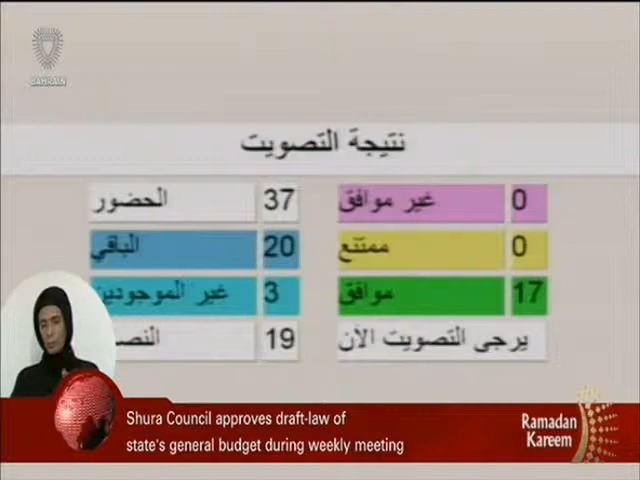 BAHRAIN
نتيجة التصويت
غير موافق 0
37 الحضور
ممتنع 0
20 الباقي
موافق 17
3 غير الموجودين
يرجى التصويت الآن
19
Shura Council approves draft-law of
state's general budget during weekly meeting
Ramadan
Kareem